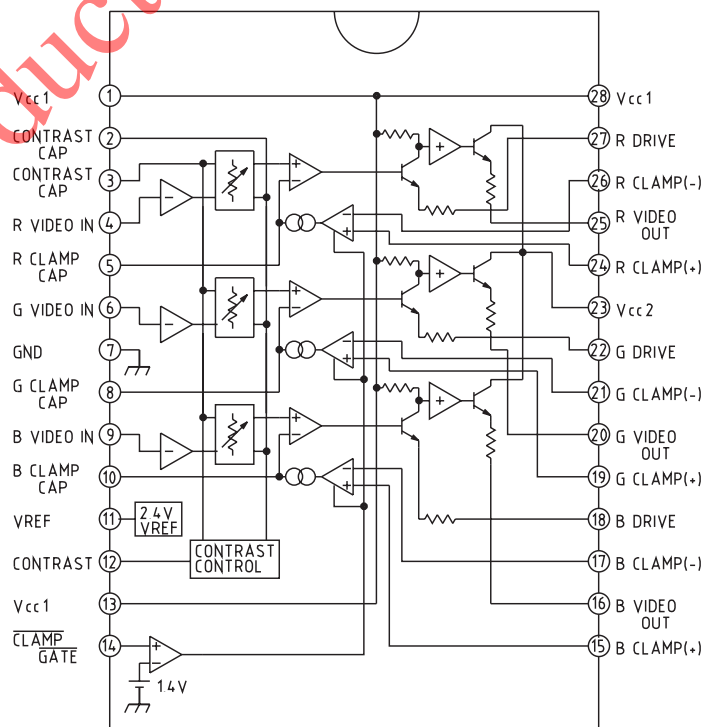 duct
Vcc1
1
28
Vcc1
CONTRAST
CAP
2
27
R DRIVE
CONTRAST
CAP
3
26
R CLAMP(-)
R VIDEO IN
4
25
R VIDEO
OUT
R CLAMP
CAP
5
24
R CLAMP(+)
G VIDEO IN
6
23
Vcc2
GND
7
22
G DRIVE
G CLAMP
CAP
8
21
G CLAMP(-)
B VIDEO IN
9
20
G VIDEO
OUT
B CLAMP
CAP
10
19
G CLAMP(+)
VREF
11
2.4V
VREF
18
B DRIVE
CONTRAST
12
CONTRAST
CONTROL
17
B CLAMP(-)
Vcc1
13
16
B VIDEO
OUT
CLAMP
GATE
14
15
B CLAMP(+)
1.4V